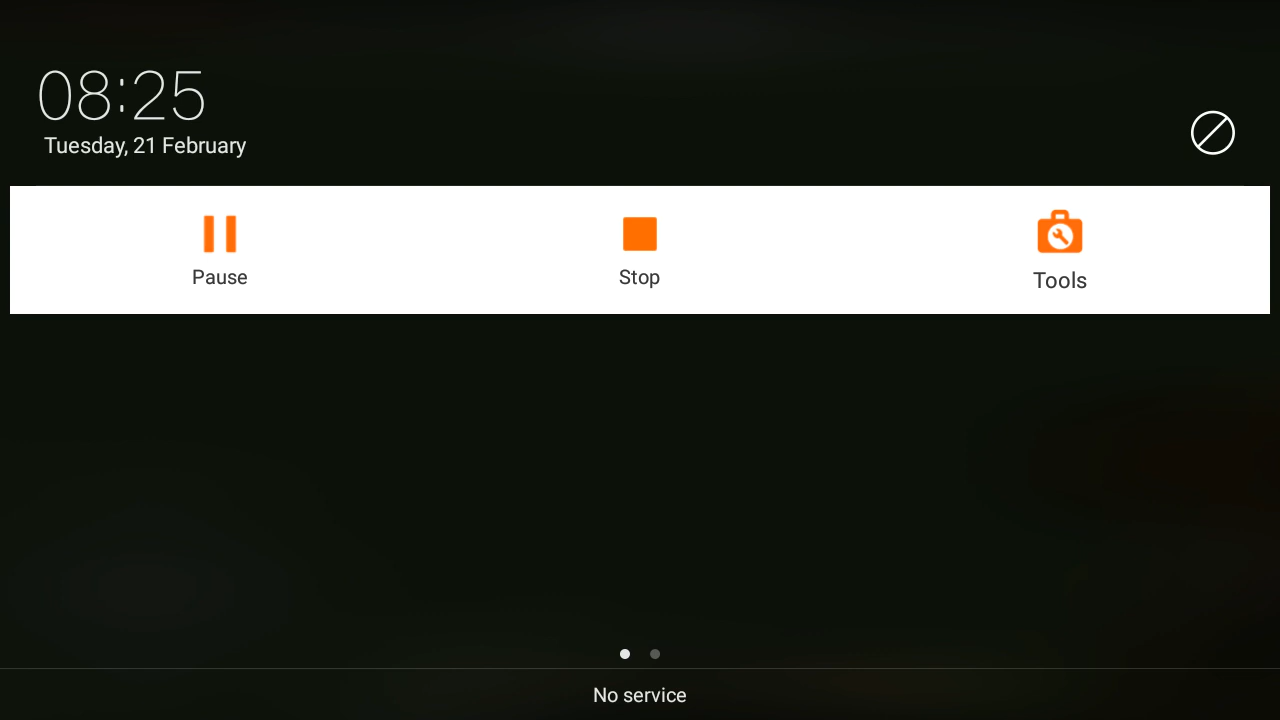 08:25
Tuesday, 21 February
Pause
Stop
Tools
No service